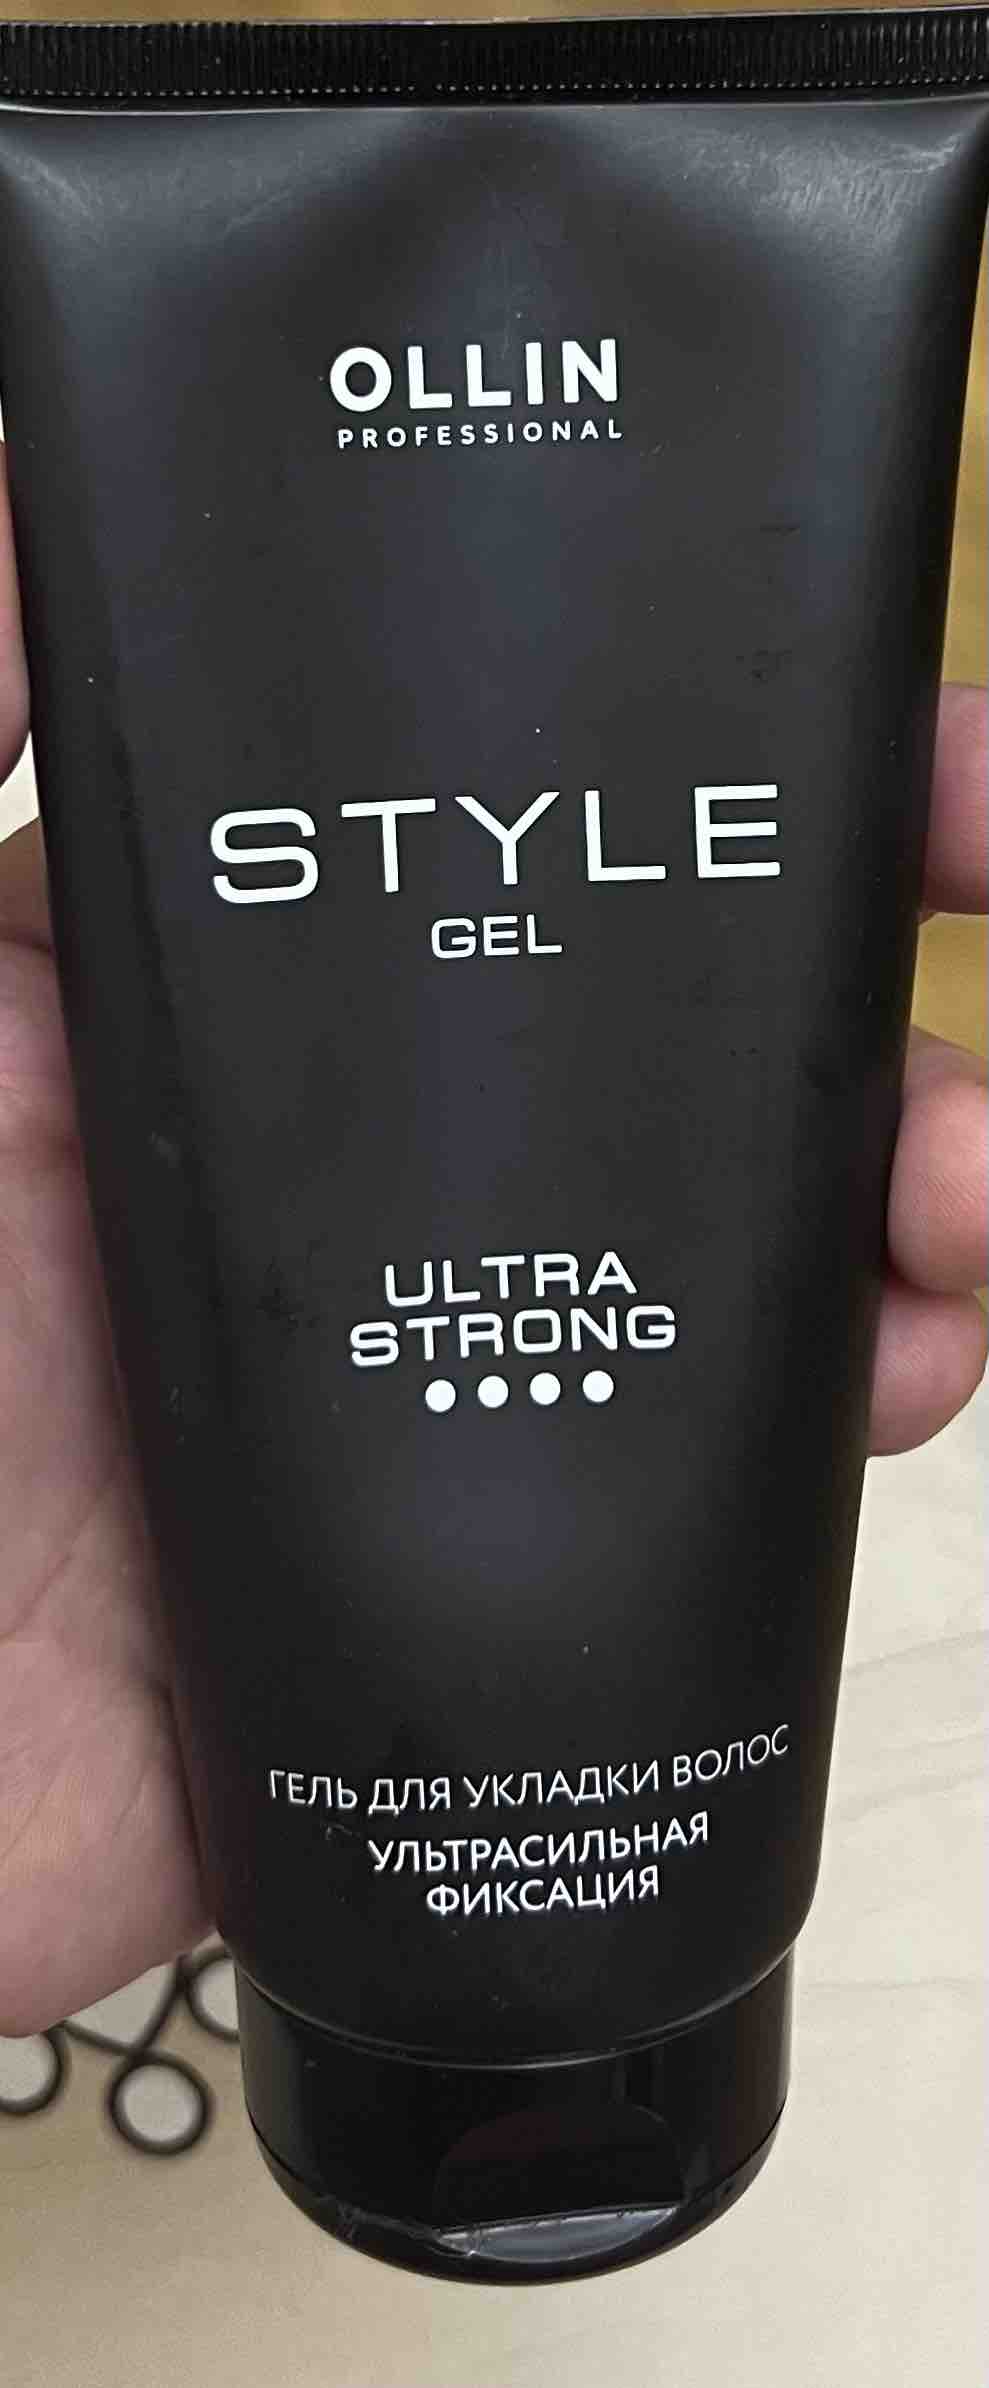 OLLIN
PROFESSIONAL
STYLE
GEL
ULTRA
STRONG
ГЕЛЬ ДЛЯ УКЛАДКИ ВОЛОС
УЛЬТРАСИЛЬНАЯ
ФИКСАЦИЯ